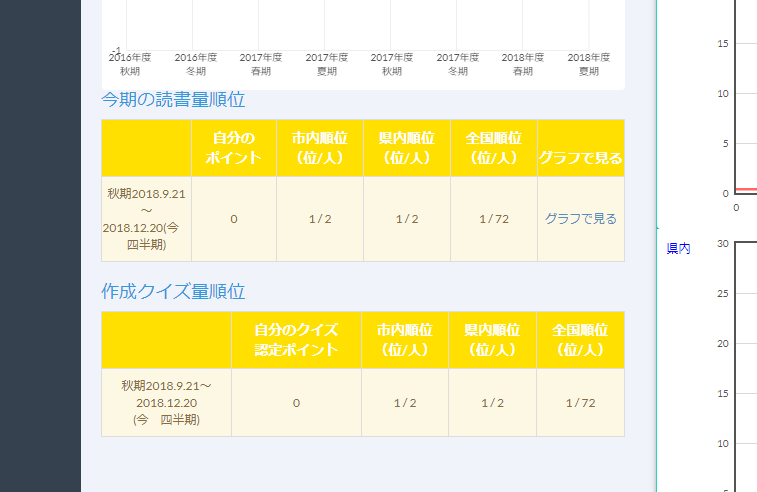 -1
2016年度 2016年度 2017年度 2017年度 2017年度 2017年度 2018年度 2018年度
秋期 冬期 春期 夏期 秋期 冬期 春期 夏期
今期の読書量順位
自分の 市内順位 県内順位 全国順位
ポイント （位/人） （位/人） （位/人） グラフで見る
秋期2018.9.21
～
2018.12.20(今
四半期)
0 1 / 2 1 / 2 1 / 72 グラフで見る
作成クイズ量順位
自分のクイズ 市内順位 県内順位 全国順位
認定ポイント （位/人） （位/人） （位/人）
秋期2018.9.21～
2018.12.20
(今　四半期)
0 1 / 2 1 / 2 1 / 72
15
10
5
0
0
県内
30
25
20
15
10